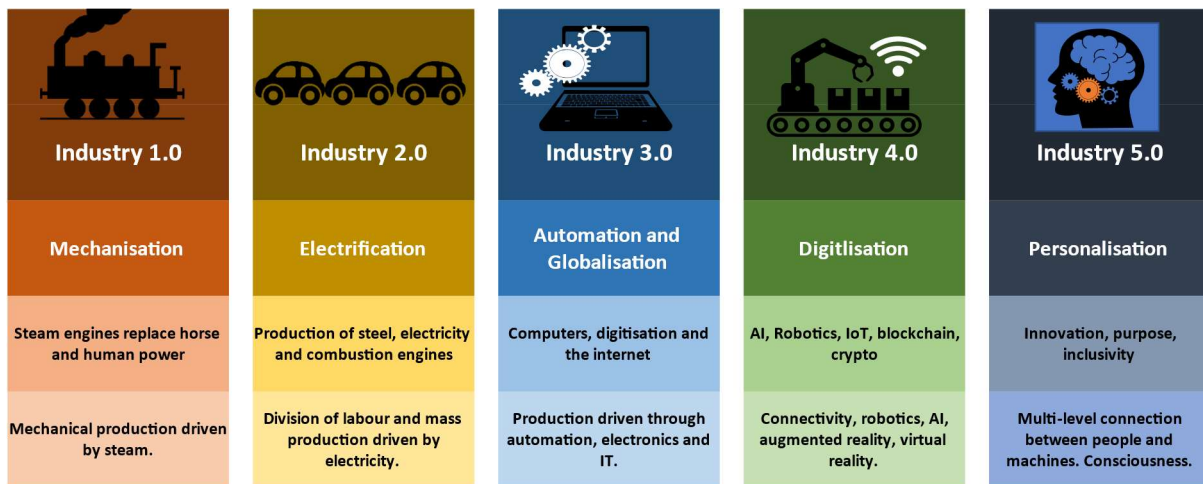 Industry 1.0
Mechanisation
Steam engines replace horse
and human power
Mechanical production driven
by steam.
Industry 2.0
Electrification
Production of steel, electricity
and combustion engines
Division of labour and mass
production driven by
electricity.
Industry 3.0
Automation and
Globalisation
Computers, digitisation and
the internet
Production driven through
automation, electronics and
IT.
Industry 4.0
Digitlisation
AI, Robotics, IoT, blockchain,
crypto
Connectivity, robotics, AI,
augmented reality, virtual
reality.
Industry 5.0
Personalisation
Innovation, purpose,
inclusivity
Multi-level connection
between people and
machines. Consciousness.